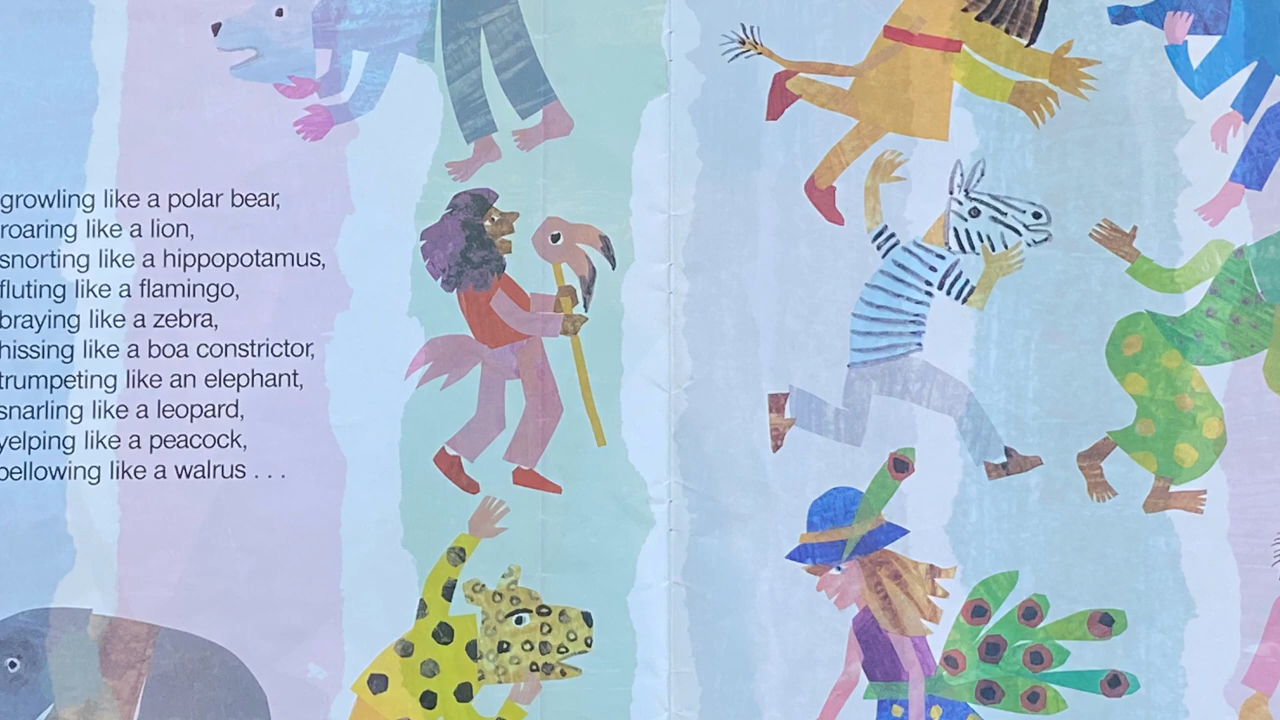 growling like a polar bear,
roaring like a lion,
snorting like a hippopotamus,
fluting like a flamingo,
braying like a zebra,
hissing like a boa constrictor,
trumpeting like an elephant,
snarling like a leopard,
yelping like a peacock,
bellowing like a walrus . . .